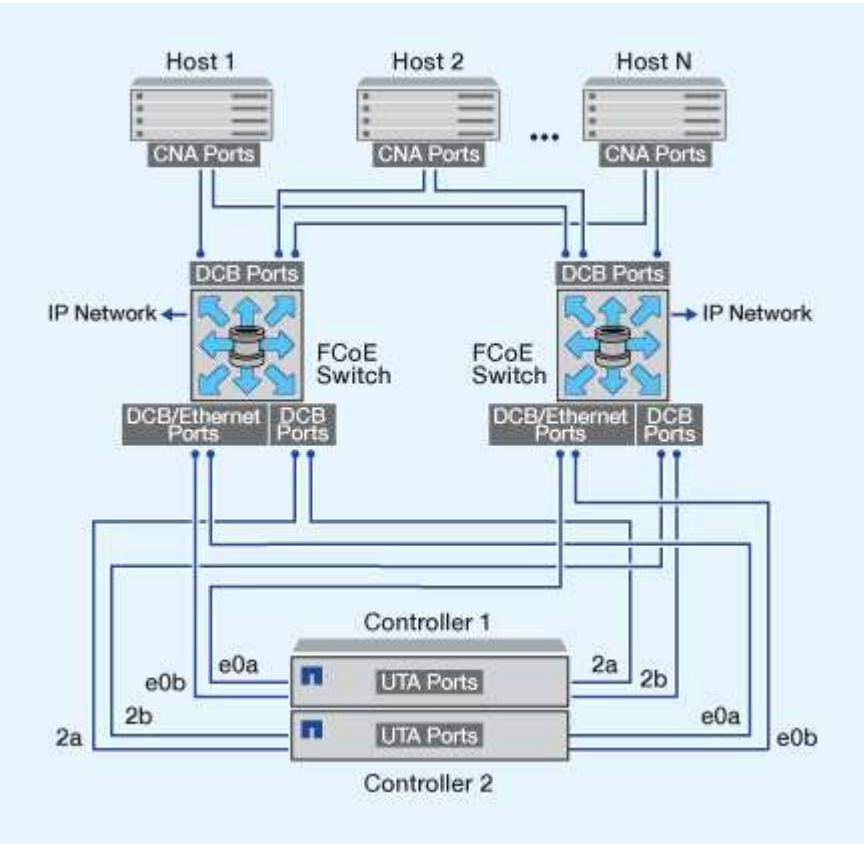 Host 1
Host 2
Host N
CNA Ports
CNA Ports
...
CNA Ports
DCB Ports
DCB Ports
IP Network
IP Network
FCoE
Switch
FCoE
Switch
DCB/Ethernet
Ports
DCB
Ports
DCB/Ethernet
Ports
DCB
Ports
Controller 1
e0b
e0a
UTA Ports
2a
2b
2a
2b
UTA Ports
e0a
e0b
Controller 2